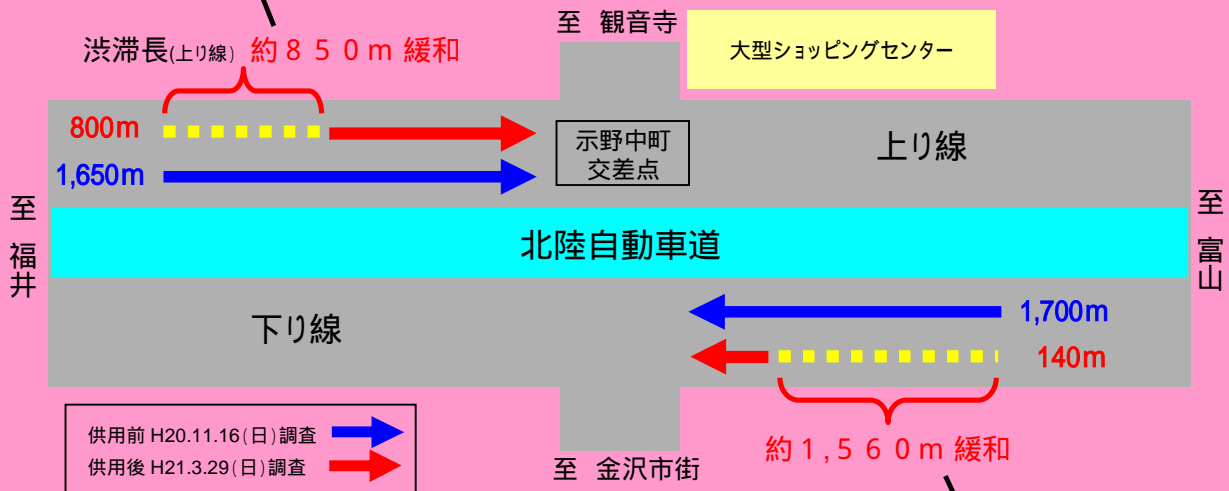 至 観音寺
大型ショッピングセンター
渋滞長(上り線) 約850m緩和
800m
1,650m
示野中町
交差点
上り線
至 福井
北陸自動車道
至 富山
下り線
1,700m
140m
約1,560m緩和
供用前 H20.11.16(日)調査
供用後 H21.3.29(日)調査
至 金沢市街